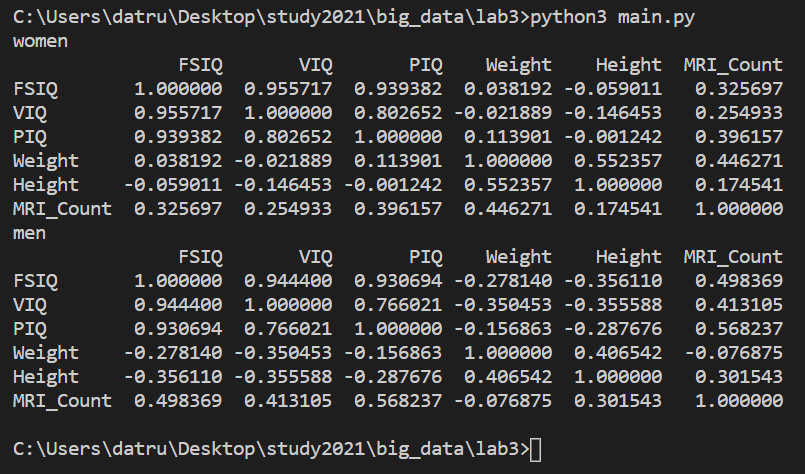 C:\Users\datru\Desktop\study2021\big_data\lab3>python3 main.py
women
FSIQ VIQ PIQ Weight Height MRI_Count
FSIQ 1.000000 0.955717 0.939382 0.038192 -0.059011 0.325697
VIQ 0.955717 1.000000 0.802652 -0.021889 -0.146453 0.254933
PIQ 0.939382 0.802652 1.000000 0.113901 -0.001242 0.396157
Weight 0.038192 -0.021889 0.113901 1.000000 0.552357 0.446271
Height -0.059011 -0.146453 -0.001242 0.552357 1.000000 0.174541
MRI_Count 0.325697 0.254933 0.396157 0.446271 0.174541 1.000000
men
FSIQ VIQ PIQ Weight Height MRI_Count
FSIQ 1.000000 0.944400 0.930694 -0.278140 -0.356110 0.498369
VIQ 0.944400 1.000000 0.766021 -0.350453 -0.355588 0.413105
PIQ 0.930694 0.766021 1.000000 -0.156863 -0.287676 0.568237
Weight -0.278140 -0.350453 -0.156863 1.000000 0.406542 -0.076875
Height -0.356110 -0.355588 -0.287676 0.406542 1.000000 0.301543
MRI_Count 0.498369 0.413105 0.568237 -0.076875 0.301543 1.000000
C:\Users\datru\Desktop\study2021\big_data\lab3>